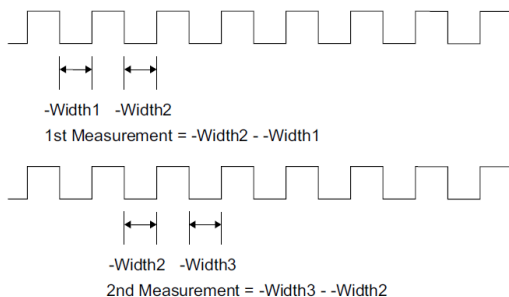 -Width1 -Width2
1st Measurement = -Width2 - -Width1
-Width2 -Width3
2nd Measurement = -Width3 - -Width2